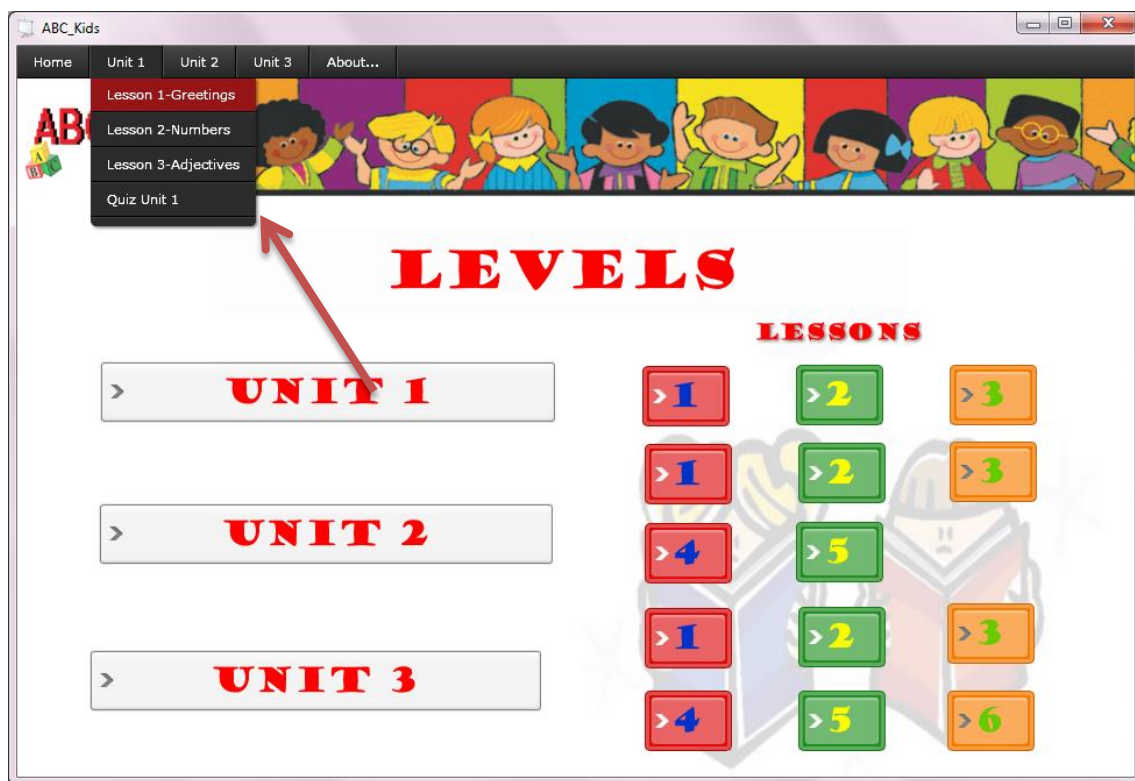 ABC_Kids
Home Unit 1 Unit 2 Unit 3 About...
Lesson 1-Greetings
AB
Lesson 2-Numbers
A
B C
Lesson 3-Adjectives
Quiz Unit 1
LEVELS
LESSONS
UNIT 1 1 2 3
1 2 3
UNIT 2
4 5
1 2 3
UNIT 3
4 5 6